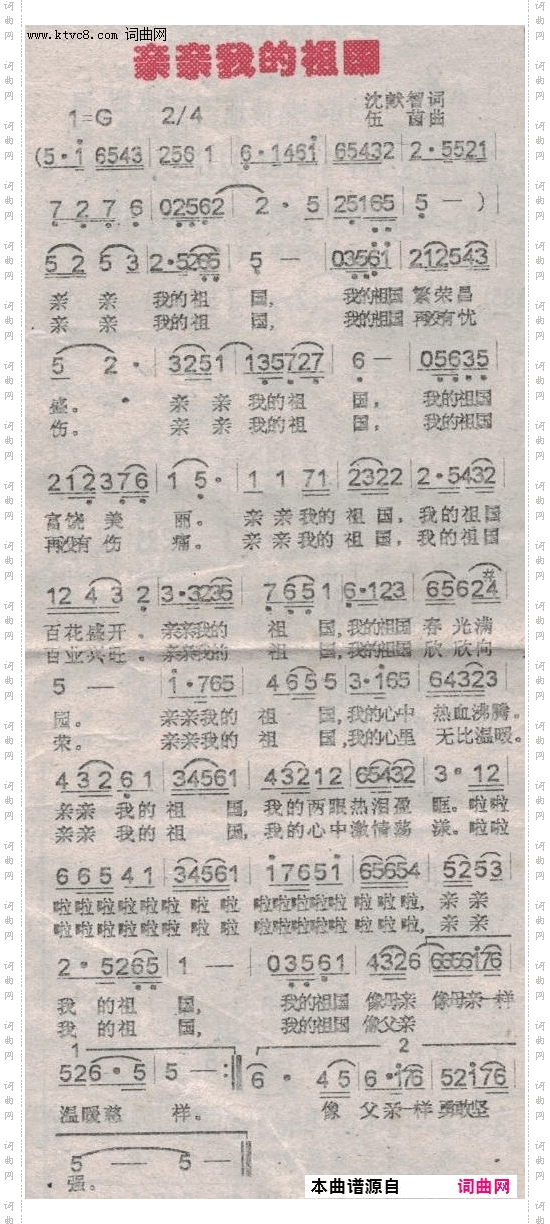 www.ktvc8.com 词曲网
亲亲我的祖国
沈献智词
1=G 2/4
伍 茵曲
(5·1 6543 | 2561 | 6·1461 | 65432 | 2·5521 |
7 2 7 6 | 02562 | 2· 5 | 25165 | 5 — )
5 2 5 3 | 2·5265 | 5 — | 03561 | 212543 |
亲 亲 我的祖 国, 我的祖国 繁荣昌
亲 亲 我的祖 国, 我的祖国 再没有忧
5 2· | 3251 | 135727 | 6 — | 05635 |
盛。 亲 亲 我的祖 国, 我的祖国
伤。 亲 亲 我的祖 国, 我的祖国
212376 | 1 5· | 1 1 71 | 2322 | 2·5432 |
富饶 美 丽。 亲 亲我的 祖 国, 我的祖国
再没有 伤 痛。 亲 亲我的 祖 国, 我的祖国
12 43 2 | 3·3235 | 7651 | 6·123 | 65624 |
百花盛开。亲亲我的 祖 国,我的祖国 春 光满
百业兴旺。亲亲我的 祖 国,我的祖国 欣 欣向
5 — | 1·765 | 4655 | 3·165 | 64323 |
园。 亲亲我的 祖 国,我的心中 热血沸腾。
荣。 亲亲我的 祖 国,我的心里 无比温暖。
43261 | 34561 | 43212 | 65432 | 3· 12 |
亲亲 我的 祖 国,我的两眼热泪盈 眶。啦啦
亲亲 我的 祖 国,我的心中激情荡 漾。啦啦
66541 | 34561 | 17651 | 65654 | 5253 |
啦啦啦啦啦 啦 啦 啦啦啦啦啦 啦啦啦, 亲 亲
啦啦啦啦啦 啦 啦 啦啦啦啦啦 啦啦啦, 亲 亲
2· 5265 | 1 — | 03561 | 4326 | 6656176 |
我 的祖 国, 我的祖国 像母亲 像母亲一样
我 的祖 国, 我的祖国 像父亲
1
2
526·5 | 5 — :‖ 6· 45 | 6·176 | 52176 |
温暖慈 祥。 像 父亲一样 勇敢坚
5 — — 5 — ‖
强。
本曲谱源自 词曲网